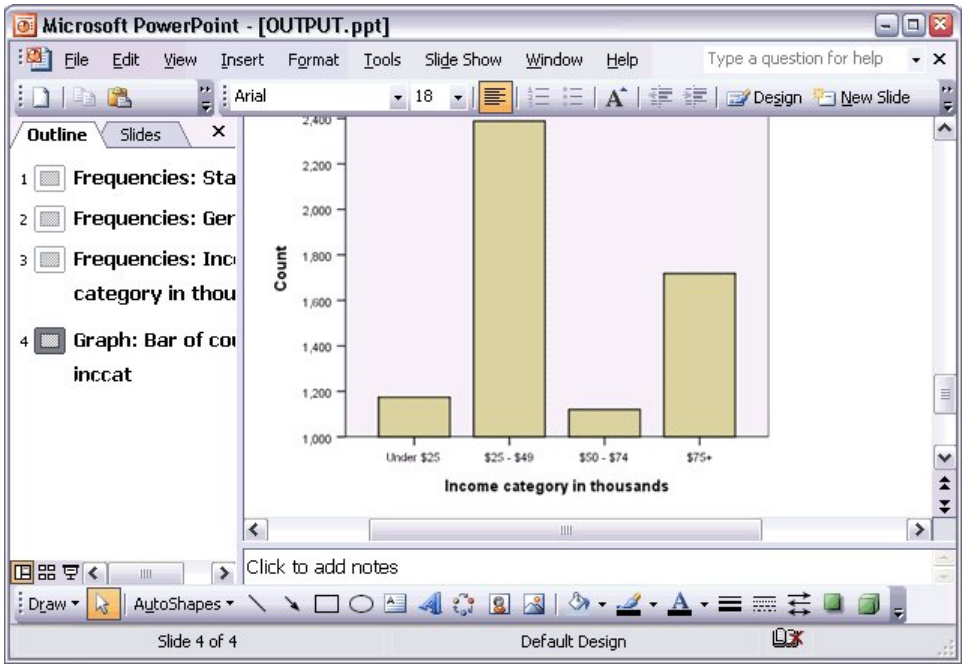 Microsoft PowerPoint - [OUTPUT.ppt]
File Edit View Insert Format Tools Slide Show Window Help Type a question for help
Arial 18 Design New Slide
Outline Slides
1 Frequencies: Sta
2 Frequencies: Ger
3 Frequencies: Inc
category in thou
4 Graph: Bar of cou
inccat
2,400
2,200
2,000
1,800
1,600
1,400
1,200
1,000
Count
Under $25 $25 - $49 $50 - $74 $75+
Income category in thousands
Click to add notes
Draw AutoShapes
Slide 4 of 4 Default Design